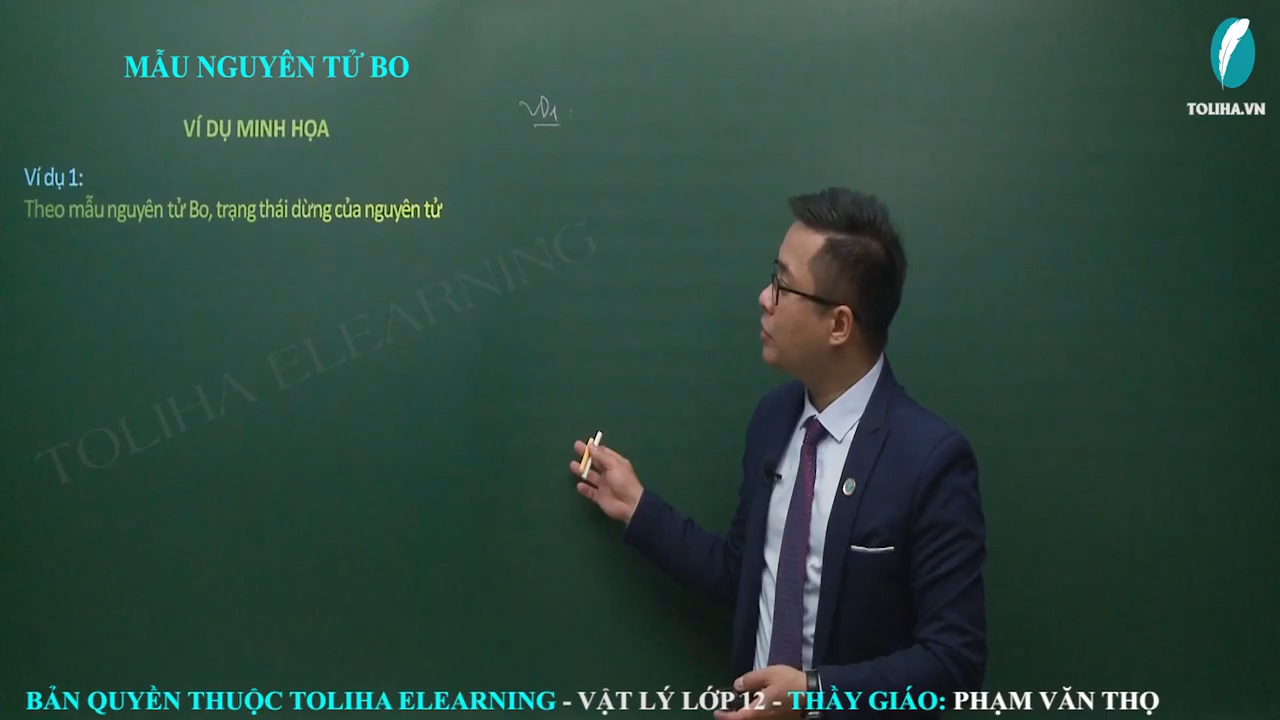 MẪU NGUYÊN TỬ BO
VÍ DỤ MINH HỌA
Ví dụ 1:
Theo mẫu nguyên tử Bo, trạng thái dừng của nguyên tử
VD1:
TOLIHA.VN
TOLIHA ELEARNING
BẢN QUYỀN THUỘC TOLIHA ELEARNING - VẬT LÝ LỚP 12 - THẦY GIÁO: PHẠM VĂN THỌ